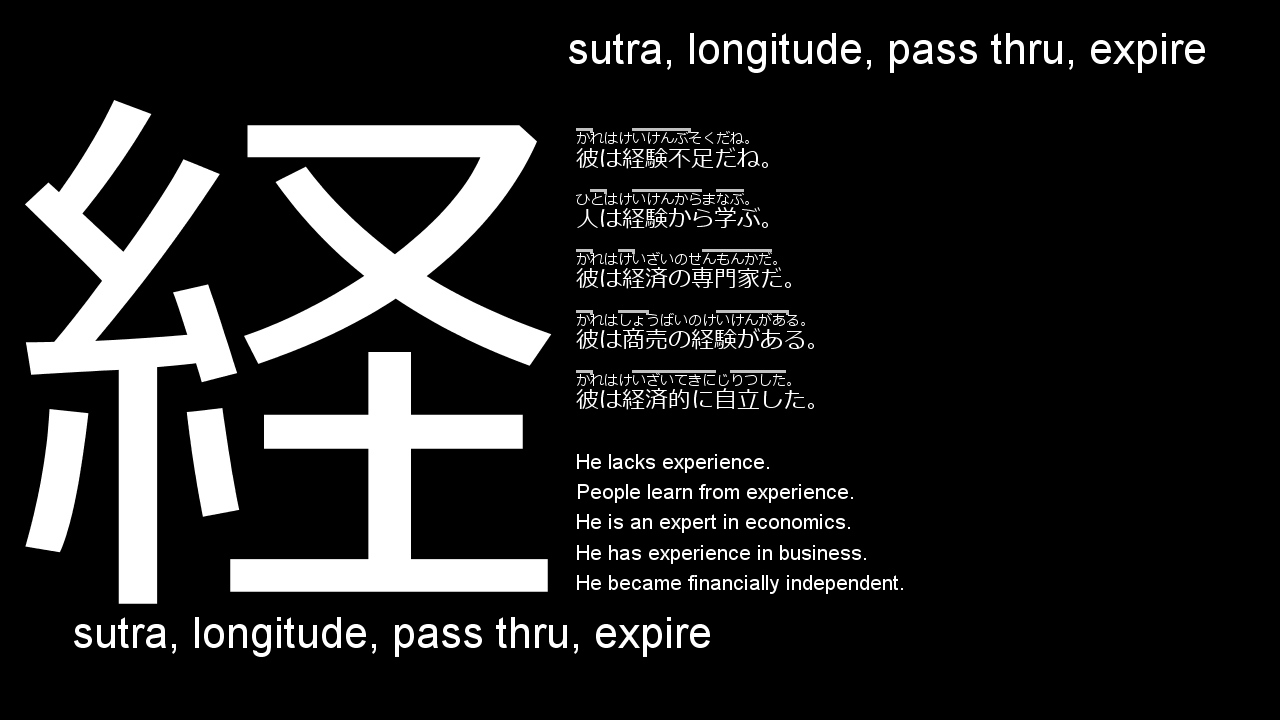 sutra, longitude, pass thru, expire
経
かれはけいけんぶそくだね。
彼は経験不足だね。
ひとはけいけんからまなぶ。
人は経験から学ぶ。
かれはけいざいのせんもんかだ。
彼は経済の専門家だ。
かれはしょうばいのけいけんがある。
彼は商売の経験がある。
かれはけいざいてきにじりつした。
彼は経済的に自立した。
He lacks experience.
People learn from experience.
He is an expert in economics.
He has experience in business.
He became financially independent.
sutra, longitude, pass thru, expire